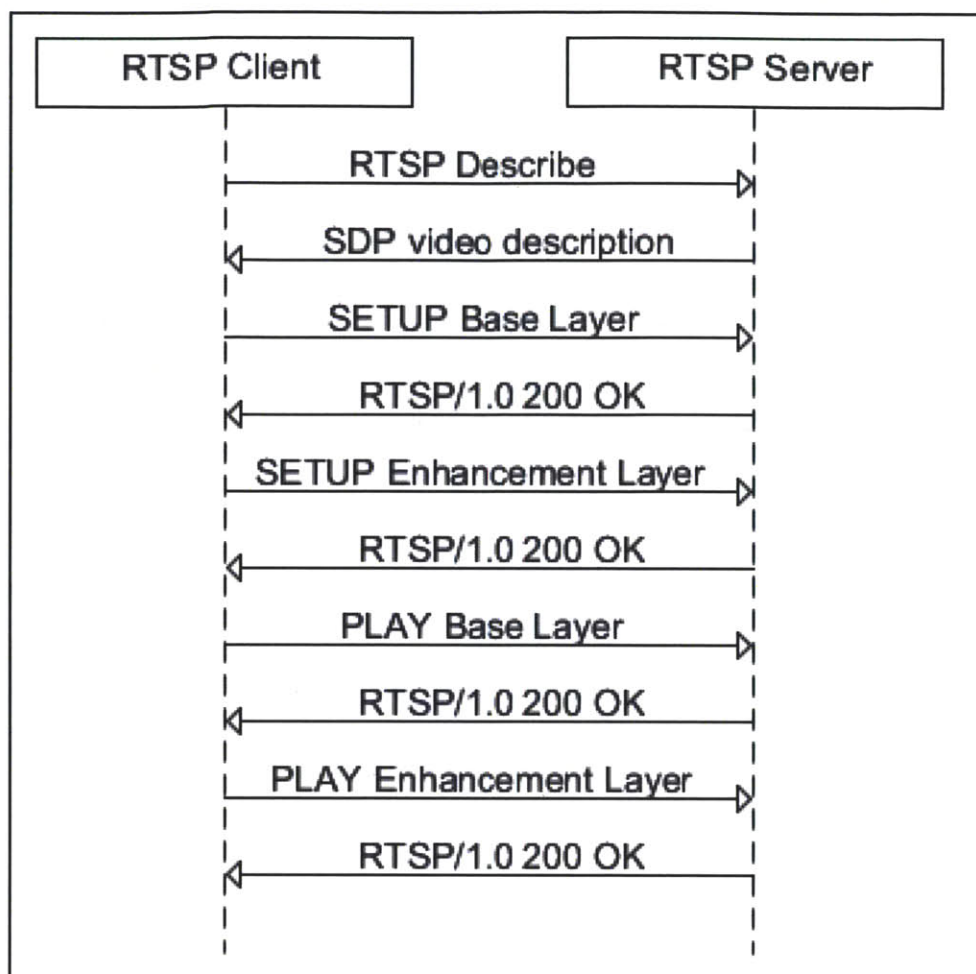 RTSP Client
RTSP Server
RTSP Describe
SDP video description
SETUP Base Layer
RTSP/1.0 200 OK
SETUP Enhancement Layer
RTSP/1.0 200 OK
PLAY Base Layer
RTSP/1.0 200 OK
PLAY Enhancement Layer
RTSP/1.0 200 OK